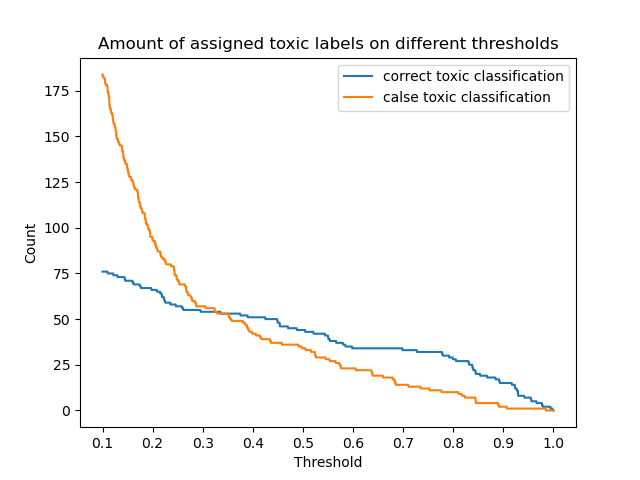 Amount of assigned toxic labels on different thresholds
correct toxic classification
calse toxic classification
Count
175
150
125
100
75
50
25
0
0.1 0.2 0.3 0.4 0.5 0.6 0.7 0.8 0.9 1.0
Threshold